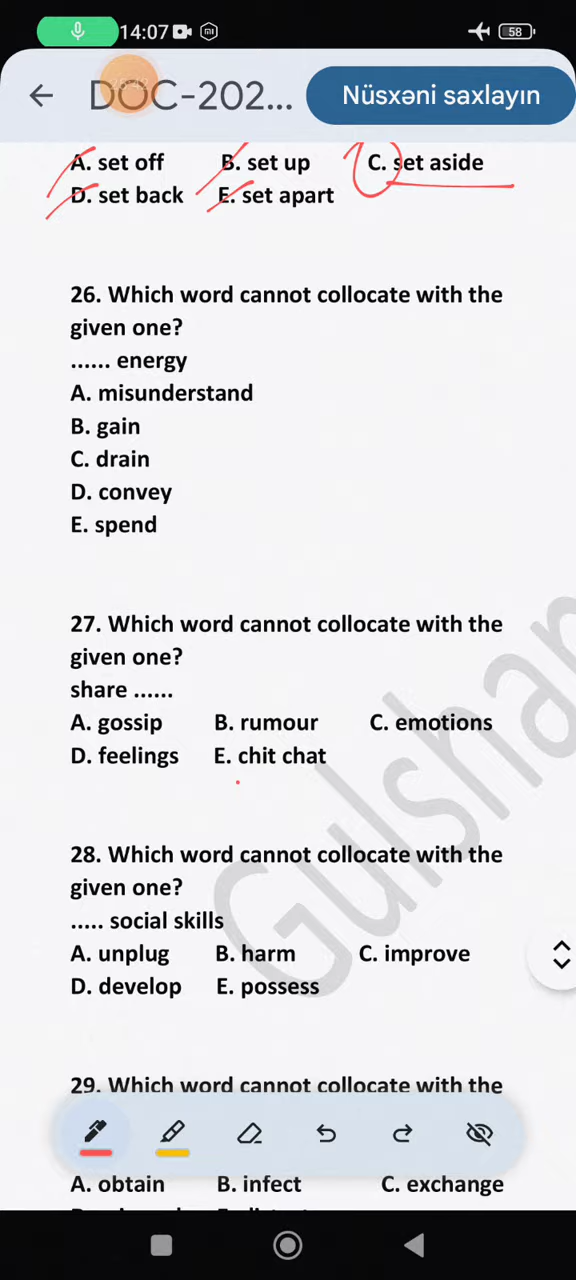 14:07
58
DOC-202...
Nüsxəni saxlayın
A. set off B. set up C. set aside
D. set back E. set apart
26. Which word cannot collocate with the
given one?
...... energy
A. misunderstand
B. gain
C. drain
D. convey
E. spend
27. Which word cannot collocate with the
given one?
share ......
A. gossip B. rumour C. emotions
D. feelings E. chit chat
28. Which word cannot collocate with the
given one?
..... social skills
A. unplug B. harm C. improve
D. develop E. possess
Gulshan
29. Which word cannot collocate with the
A. obtain B. infect C. exchange